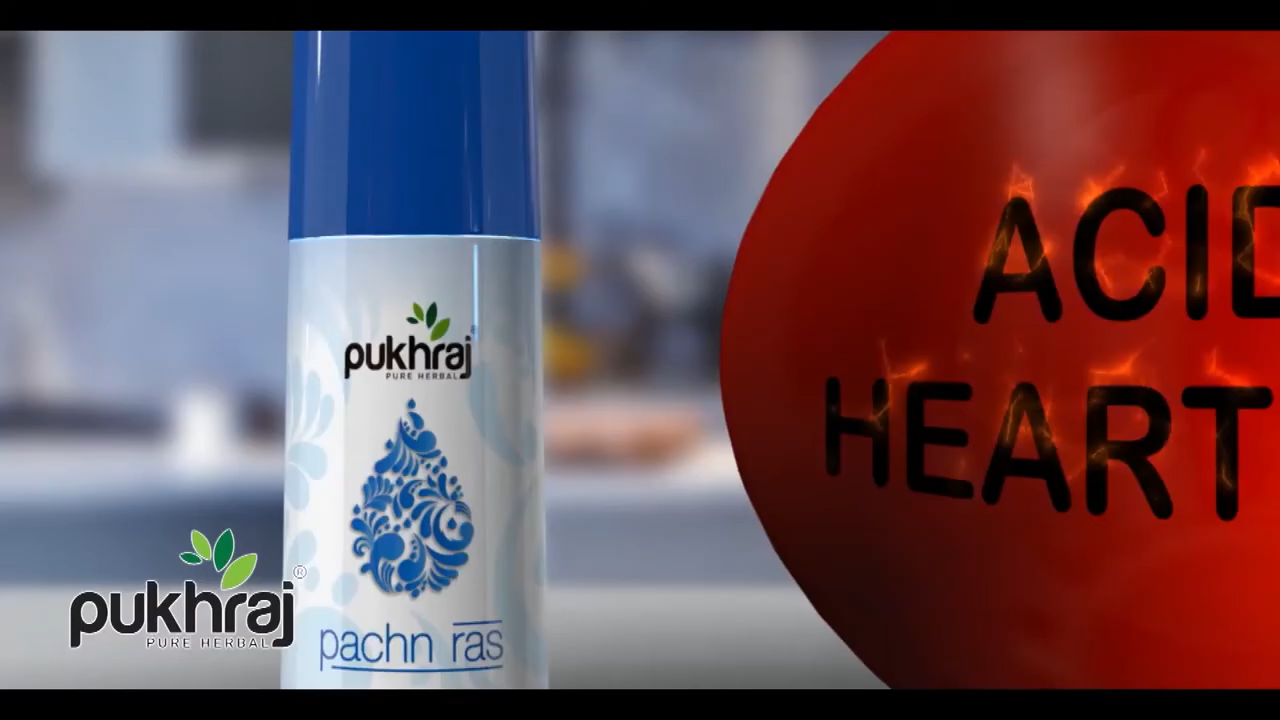 pukhraj
PURE HERBAL
pachn ras
ACID
HEART
pukhraj®
PURE HERBAL